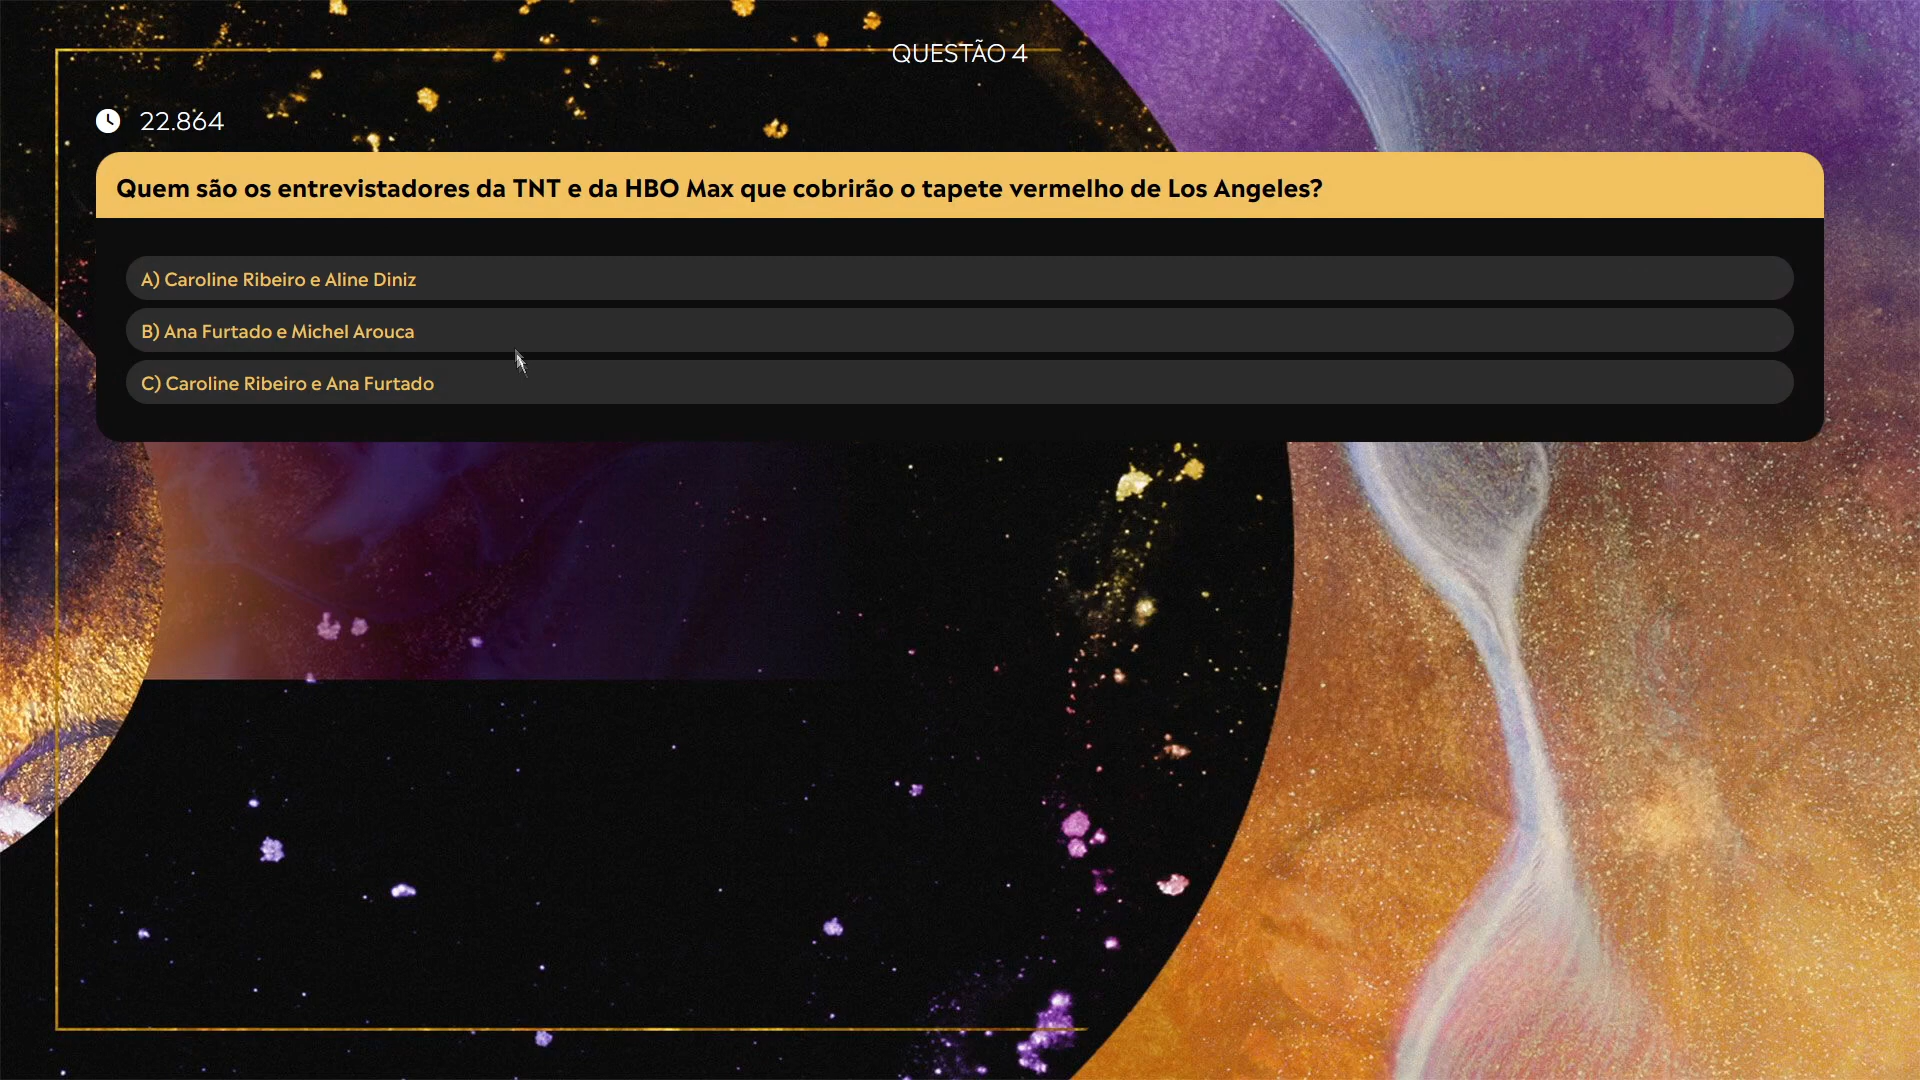 QUESTÃO 4
22.864
Quem são os entrevistadores da TNT e da HBO Max que cobrirão o tapete vermelho de Los Angeles?
A) Caroline Ribeiro e Aline Diniz
B) Ana Furtado e Michel Arouca
C) Caroline Ribeiro e Ana Furtado